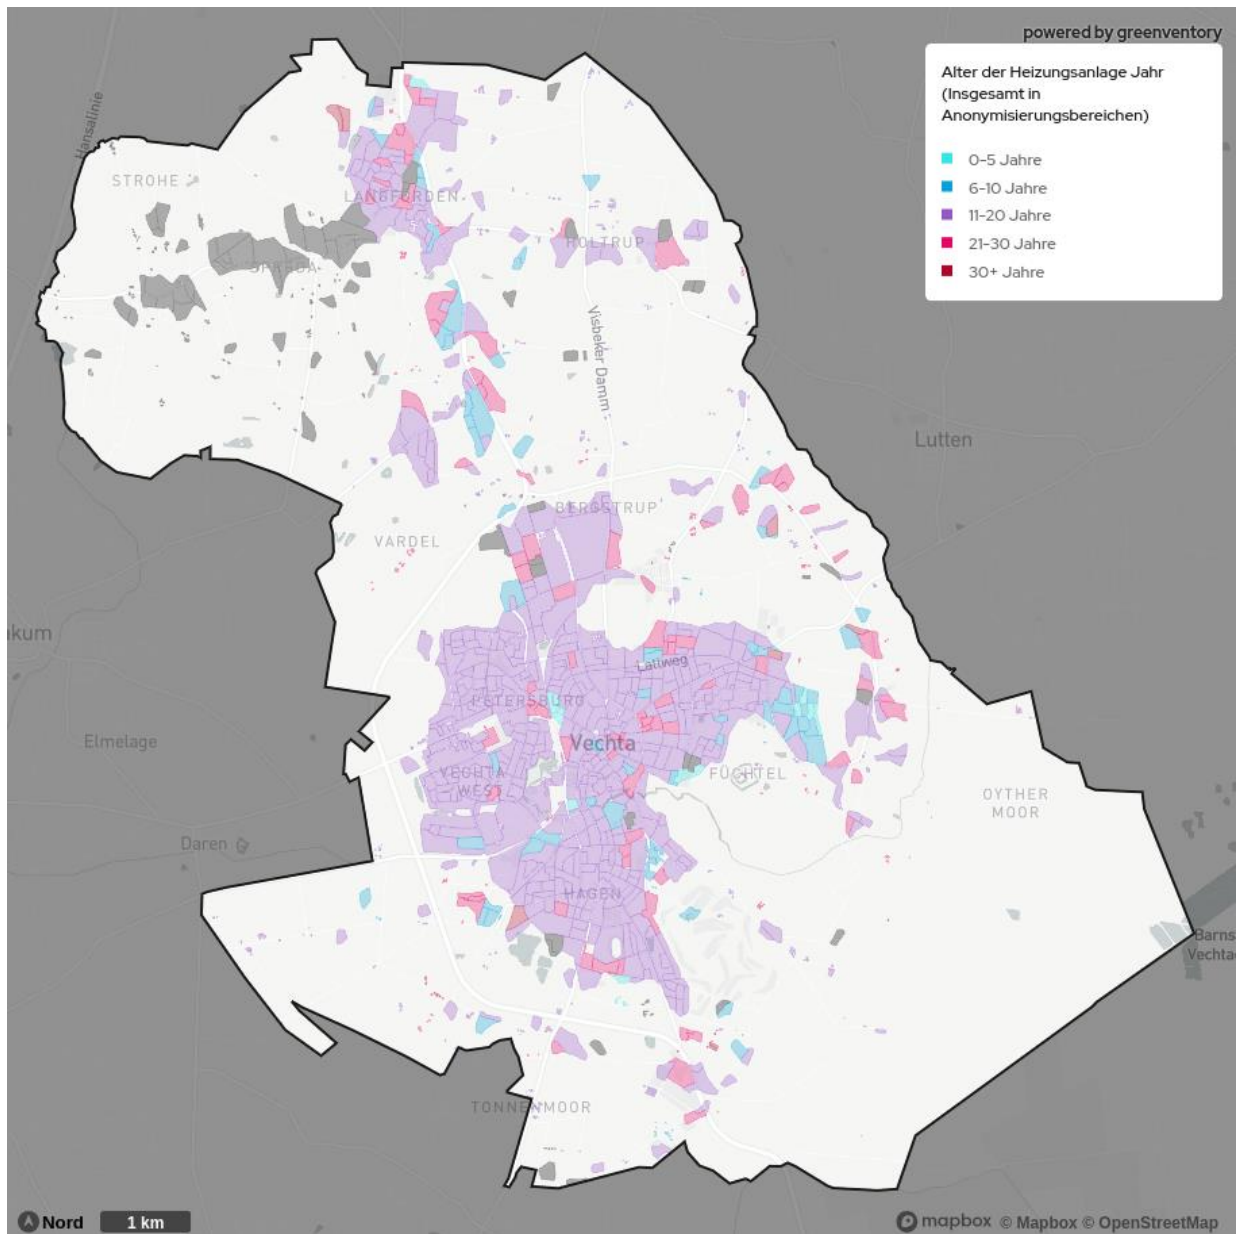 powered by greenventory
Alter der Heizungsanlage Jahr
(Insgesamt in
Anonymisierungsbereichen)
0-5 Jahre
6-10 Jahre
11-20 Jahre
21-30 Jahre
30+ Jahre
Hansalinie
STROHE
LANGFÖRDEN
HOLTRUP
SPREDA
Visbeker Damm
Lutten
BERGSTRUP
VARDEL
akum
Lattweg
PETERSBURG
Elmelage
Vechta
VECHTA
WEST
FÜCHTEL
OYTHER
MOOR
Daren
HAGEN
Barns
Vechta
TONNENMOOR
Nord
1 km
mapbox © Mapbox © OpenStreetMap